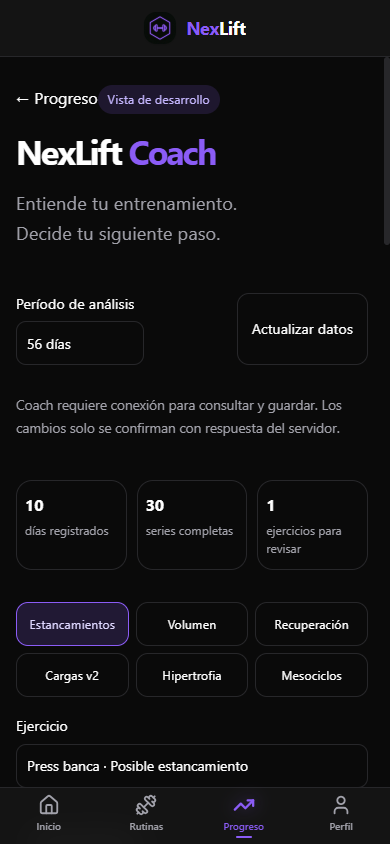 NexLift
← Progreso Vista de desarrollo
NexLift Coach
Entiende tu entrenamiento.
Decide tu siguiente paso.
Período de análisis
56 días
Actualizar datos
Coach requiere conexión para consultar y guardar. Los
cambios solo se confirman con respuesta del servidor.
10
días registrados
30
series completas
1
ejercicios para
revisar
Estancamientos
Volumen
Recuperación
Cargas v2
Hipertrofia
Mesociclos
Ejercicio
Press banca · Posible estancamiento
Inicio
Rutinas
Progreso
Perfil